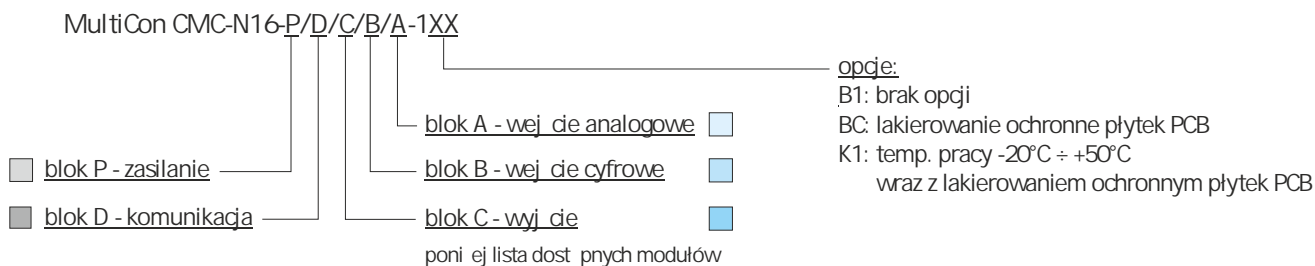 MultiCon CMC-N16-P/D/C/B/A-1XX
opcje:
B1: brak opcji
BC: lakierowanie ochronne płytek PCB
K1: temp. pracy -20°C ÷ +50°C
wraz z lakierowaniem ochronnym płytek PCB
blok A - wej cie analogowe
blok P - zasilanie
blok B - wej cie cyfrowe
blok D - komunikacja
blok C - wyj cie
poni ej lista dost pnych modułów